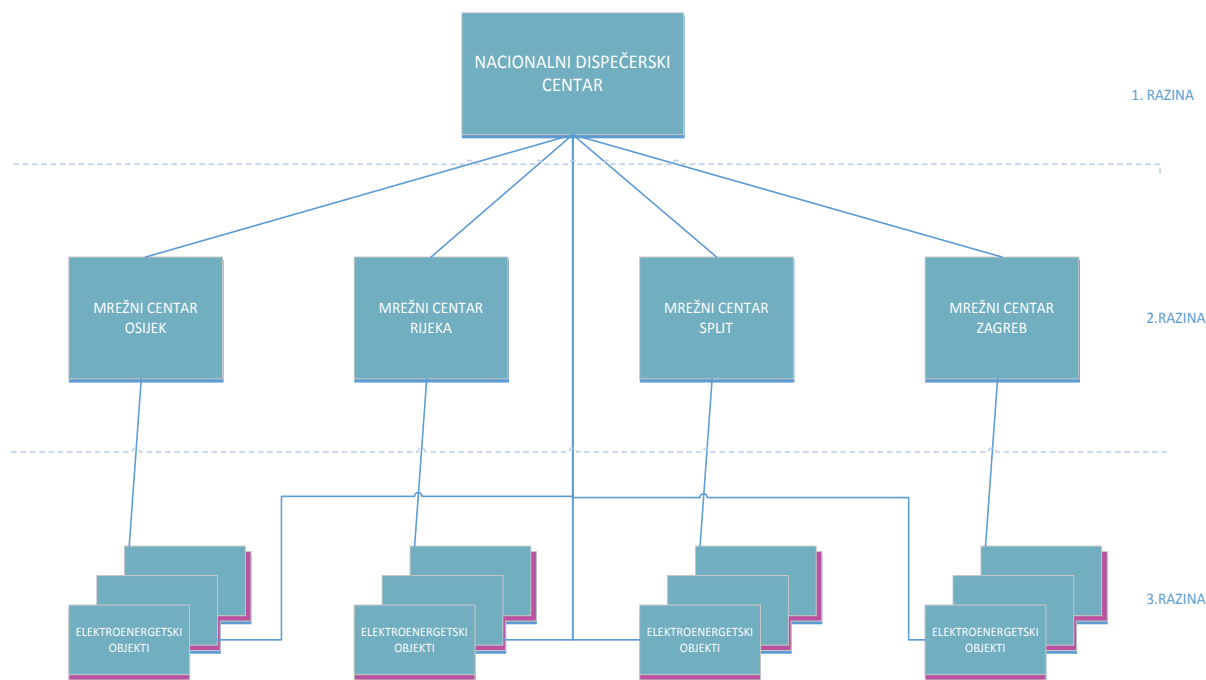 NACIONALNI DISPEČERSKI
CENTAR
1. RAZINA
MREŽNI CENTAR
OSIJEK
MREŽNI CENTAR
RIJEKA
MREŽNI CENTAR
SPLIT
MREŽNI CENTAR
ZAGREB
2.RAZINA
ELEKTROENERGETSKI
OBJEKTI
ELEKTROENERGETSKI
OBJEKTI
ELEKTROENERGETSKI
OBJEKTI
ELEKTROENERGETSKI
OBJEKTI
3.RAZINA